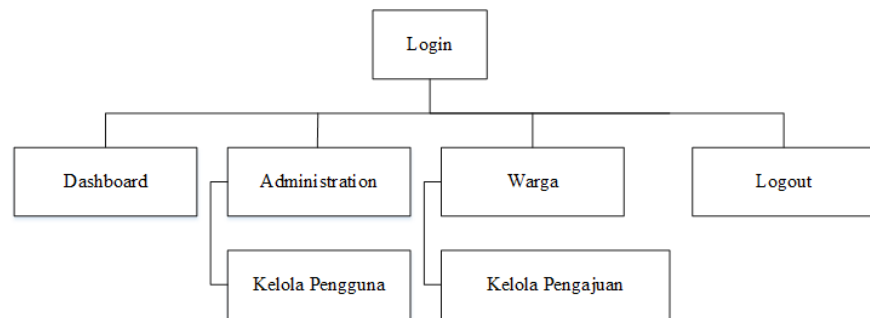 Login
Dashboard
Administration
Warga
Logout
Kelola Pengguna
Kelola Pengajuan